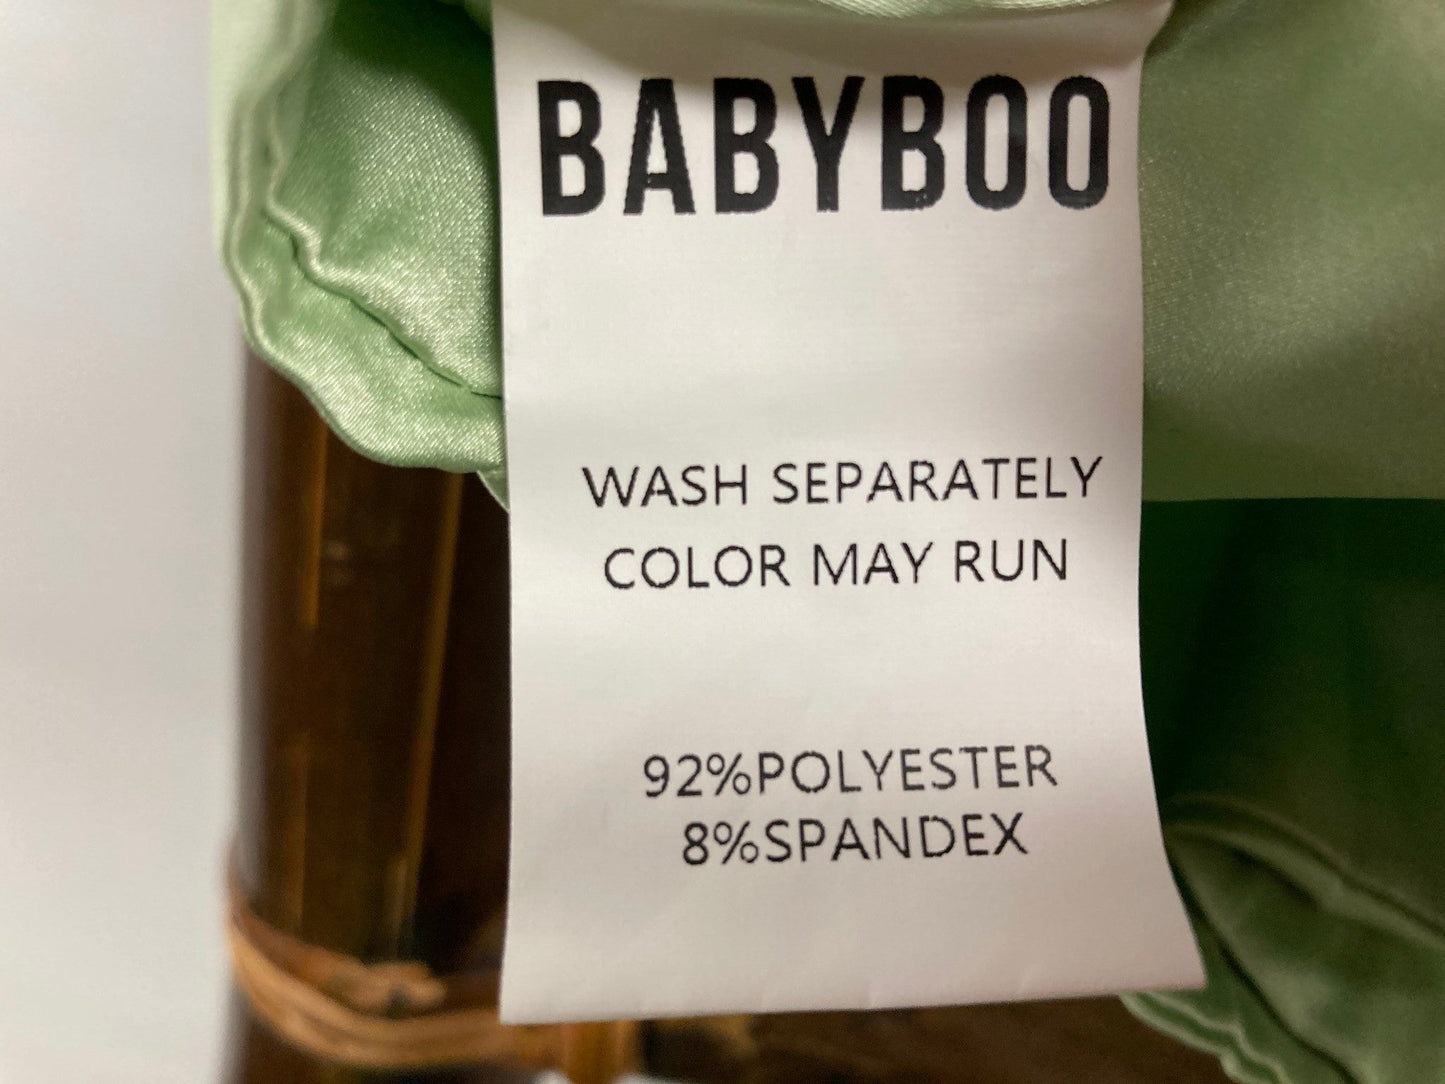 BABYBOO
WASH SEPARATELY
COLOR MAY RUN
92%POLYESTER
8%SPANDEX